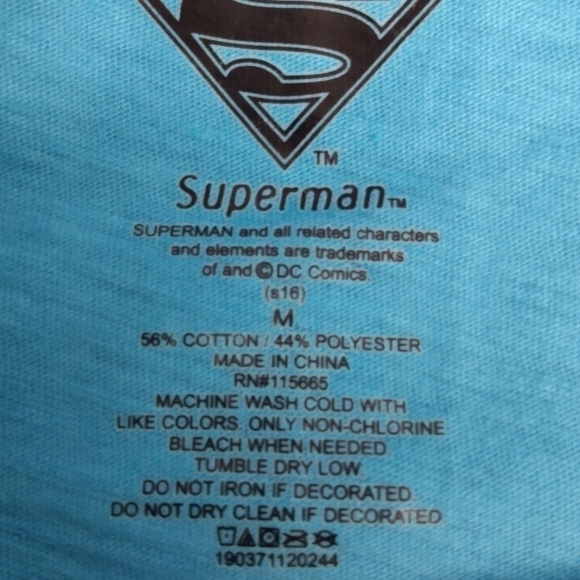 TM
Superman TM
SUPERMAN and all related characters
and elements are trademarks
of and © DC Comics.
(s16)
M
56% COTTON / 44% POLYESTER
MADE IN CHINA
RN#115665
MACHINE WASH COLD WITH
LIKE COLORS. ONLY NON-CHLORINE
BLEACH WHEN NEEDED.
TUMBLE DRY LOW.
DO NOT IRON IF DECORATED.
DO NOT DRY CLEAN IF DECORATED.
190371120244